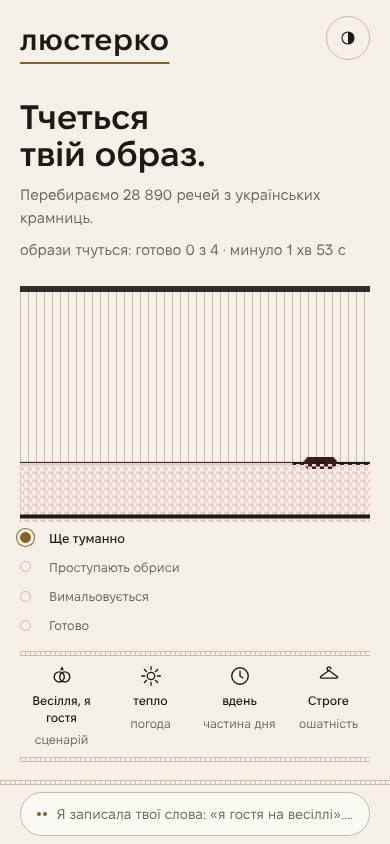 люстерко
Тчеться
твій образ.
Перебираємо 28 890 речей з українських
крамниць.
образи тчуться: готово 0 з 4 · минуло 1 хв 53 с
Ще туманно
Проступають обриси
Вимальовується
Готово
Весілля, я
гостя
сценарій
тепло
погода
вдень
частина дня
Строге
ошатність
Я записала твої слова: «я гостя на весіллі»....